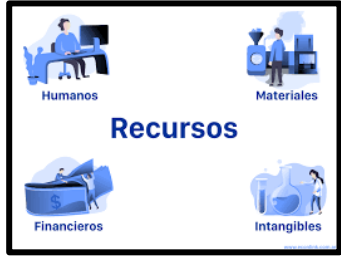 Humanos
Materiales
Recursos
$
Financieros
Intangibles